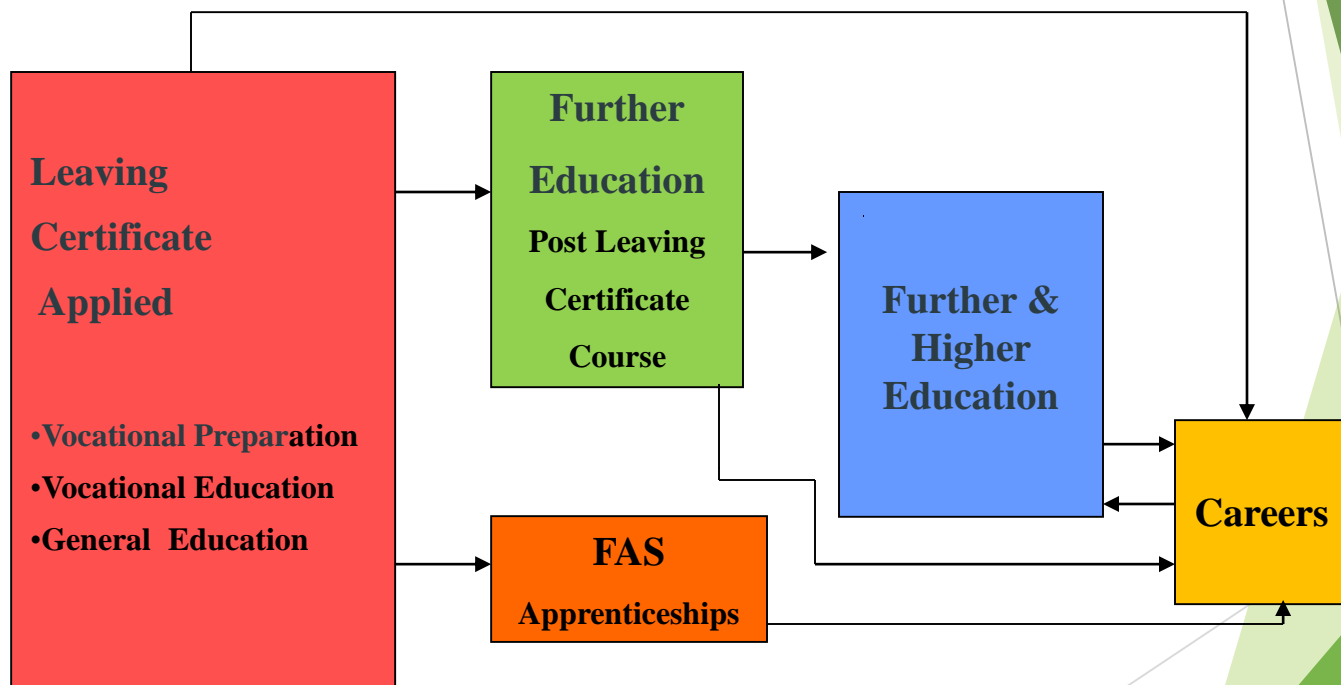 Leaving
Certificate
Applied
•Vocational Preparation
•Vocational Education
•General Education
Further
Education
Post Leaving
Certificate
Course
FAS
Apprenticeships
Further &
Higher
Education
Careers